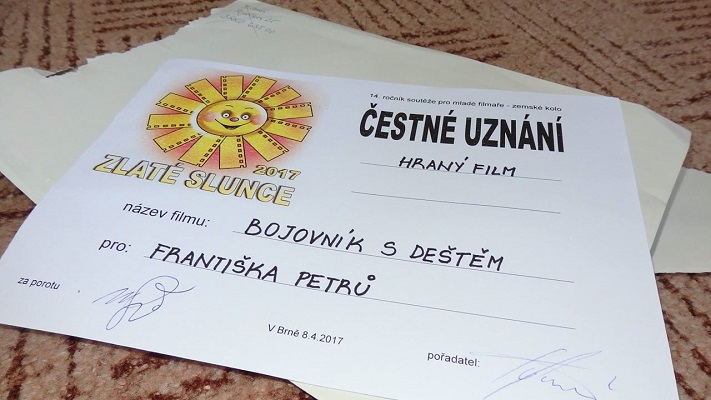 14. ročník soutěže pro mladé filmaře - zemské kolo
ČESTNÉ UZNÁNÍ
HRANÝ FILM
ZLATÉ SLUNCE
2017
název filmu: BOJOVNÍK S DEŠTĚM
pro: FRANTIŠKA PETRŮ
za porotu
V Brně 8.4.2017
pořadatel: